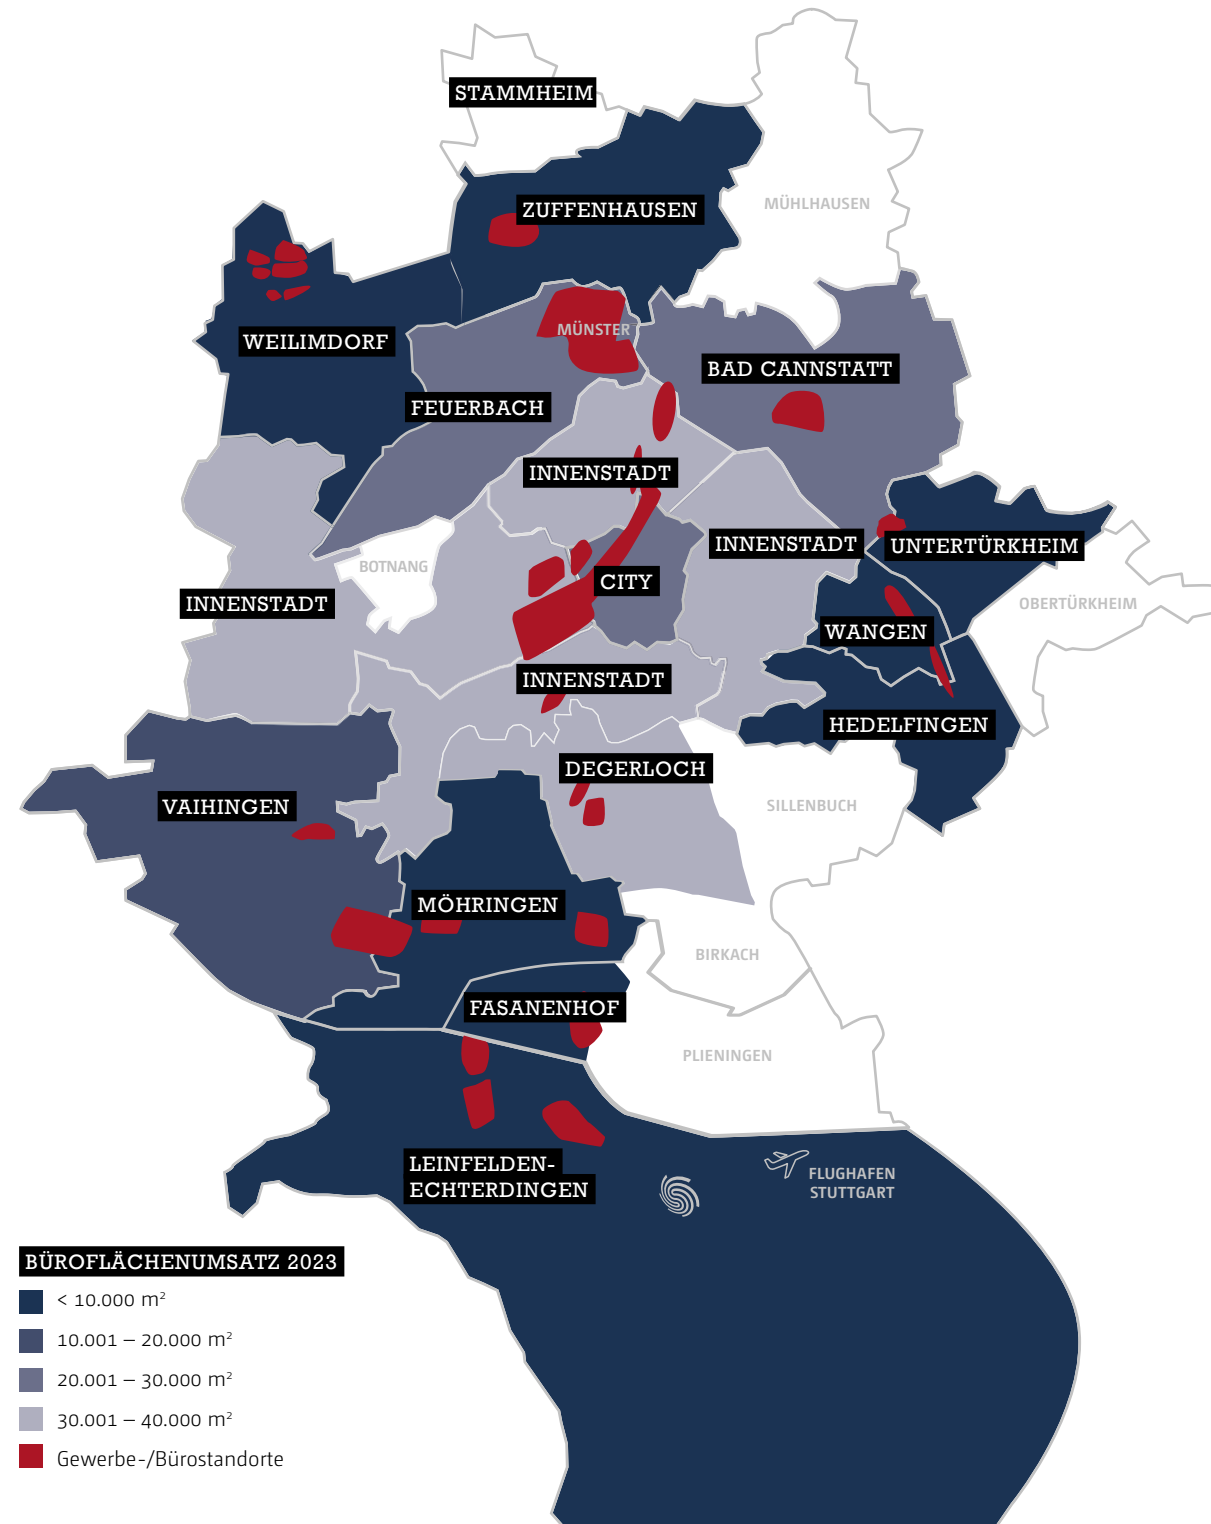 STAMMHEIM
MÜHLHAUSEN
ZUFFENHAUSEN
WEILIMDORF
MÜNSTER
BAD CANNSTATT
FEUERBACH
INNENSTADT
INNENSTADT
UNTERTÜRKHEIM
BOTNANG
CITY
INNENSTADT
OBERTÜRKHEIM
WANGEN
INNENSTADT
HEDELFINGEN
DEGERLOCH
VAIHINGEN
SILLENBUCH
MÖHRINGEN
BIRKACH
FASANENHOF
PLIENINGEN
LEINFELDEN-
ECHTERDINGEN
FLUGHAFEN
STUTTGART
BÜROFLÄCHENUMSATZ 2023
< 10.000 m²
10.001 – 20.000 m²
20.001 – 30.000 m²
30.001 – 40.000 m²
Gewerbe-/Bürostandorte